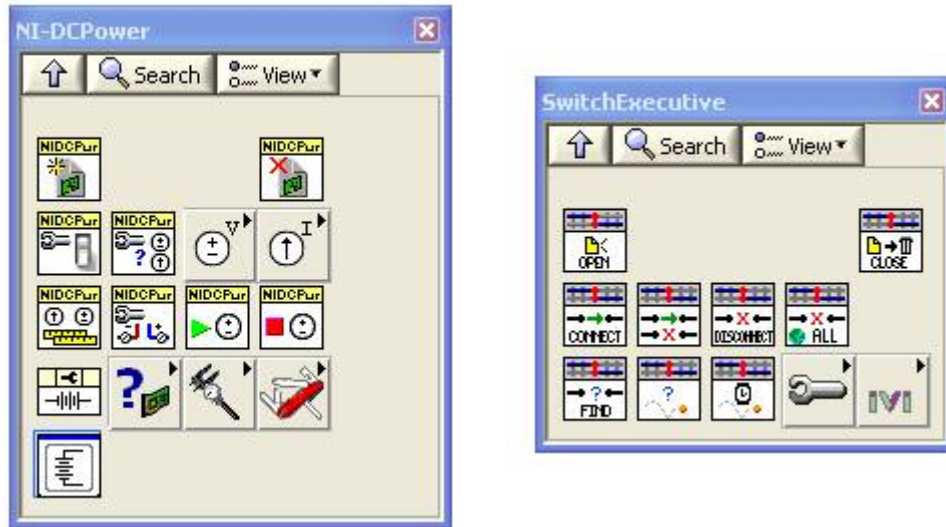 NI-DCPower
Search View
NIDCPwr NIDCPwr
NIDCPwr NIDCPwr V I
?
NIDCPwr NIDCPwr NIDCPwr NIDCPwr
?
SwitchExecutive
Search View
OPEN CLOSE
CONNECT DISCONNECT ALL
? ?
FIND
IVI